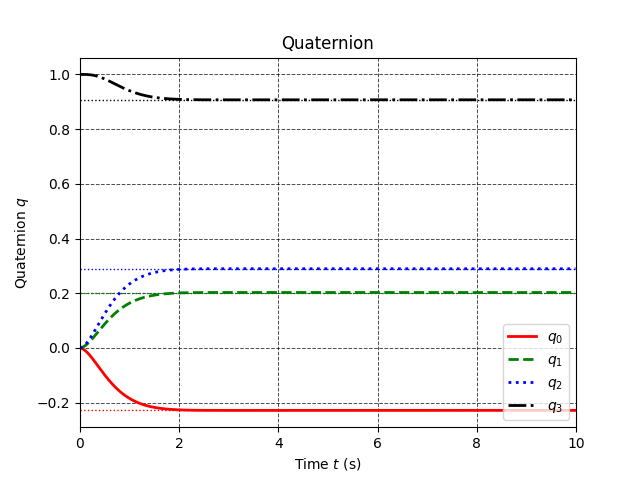 Quaternion
Quaternion q
1.0
0.8
0.6
0.4
0.2
0.0
−0.2
0 2 4 6 8 10
Time t (s)
q₀
q₁
q₂
q₃